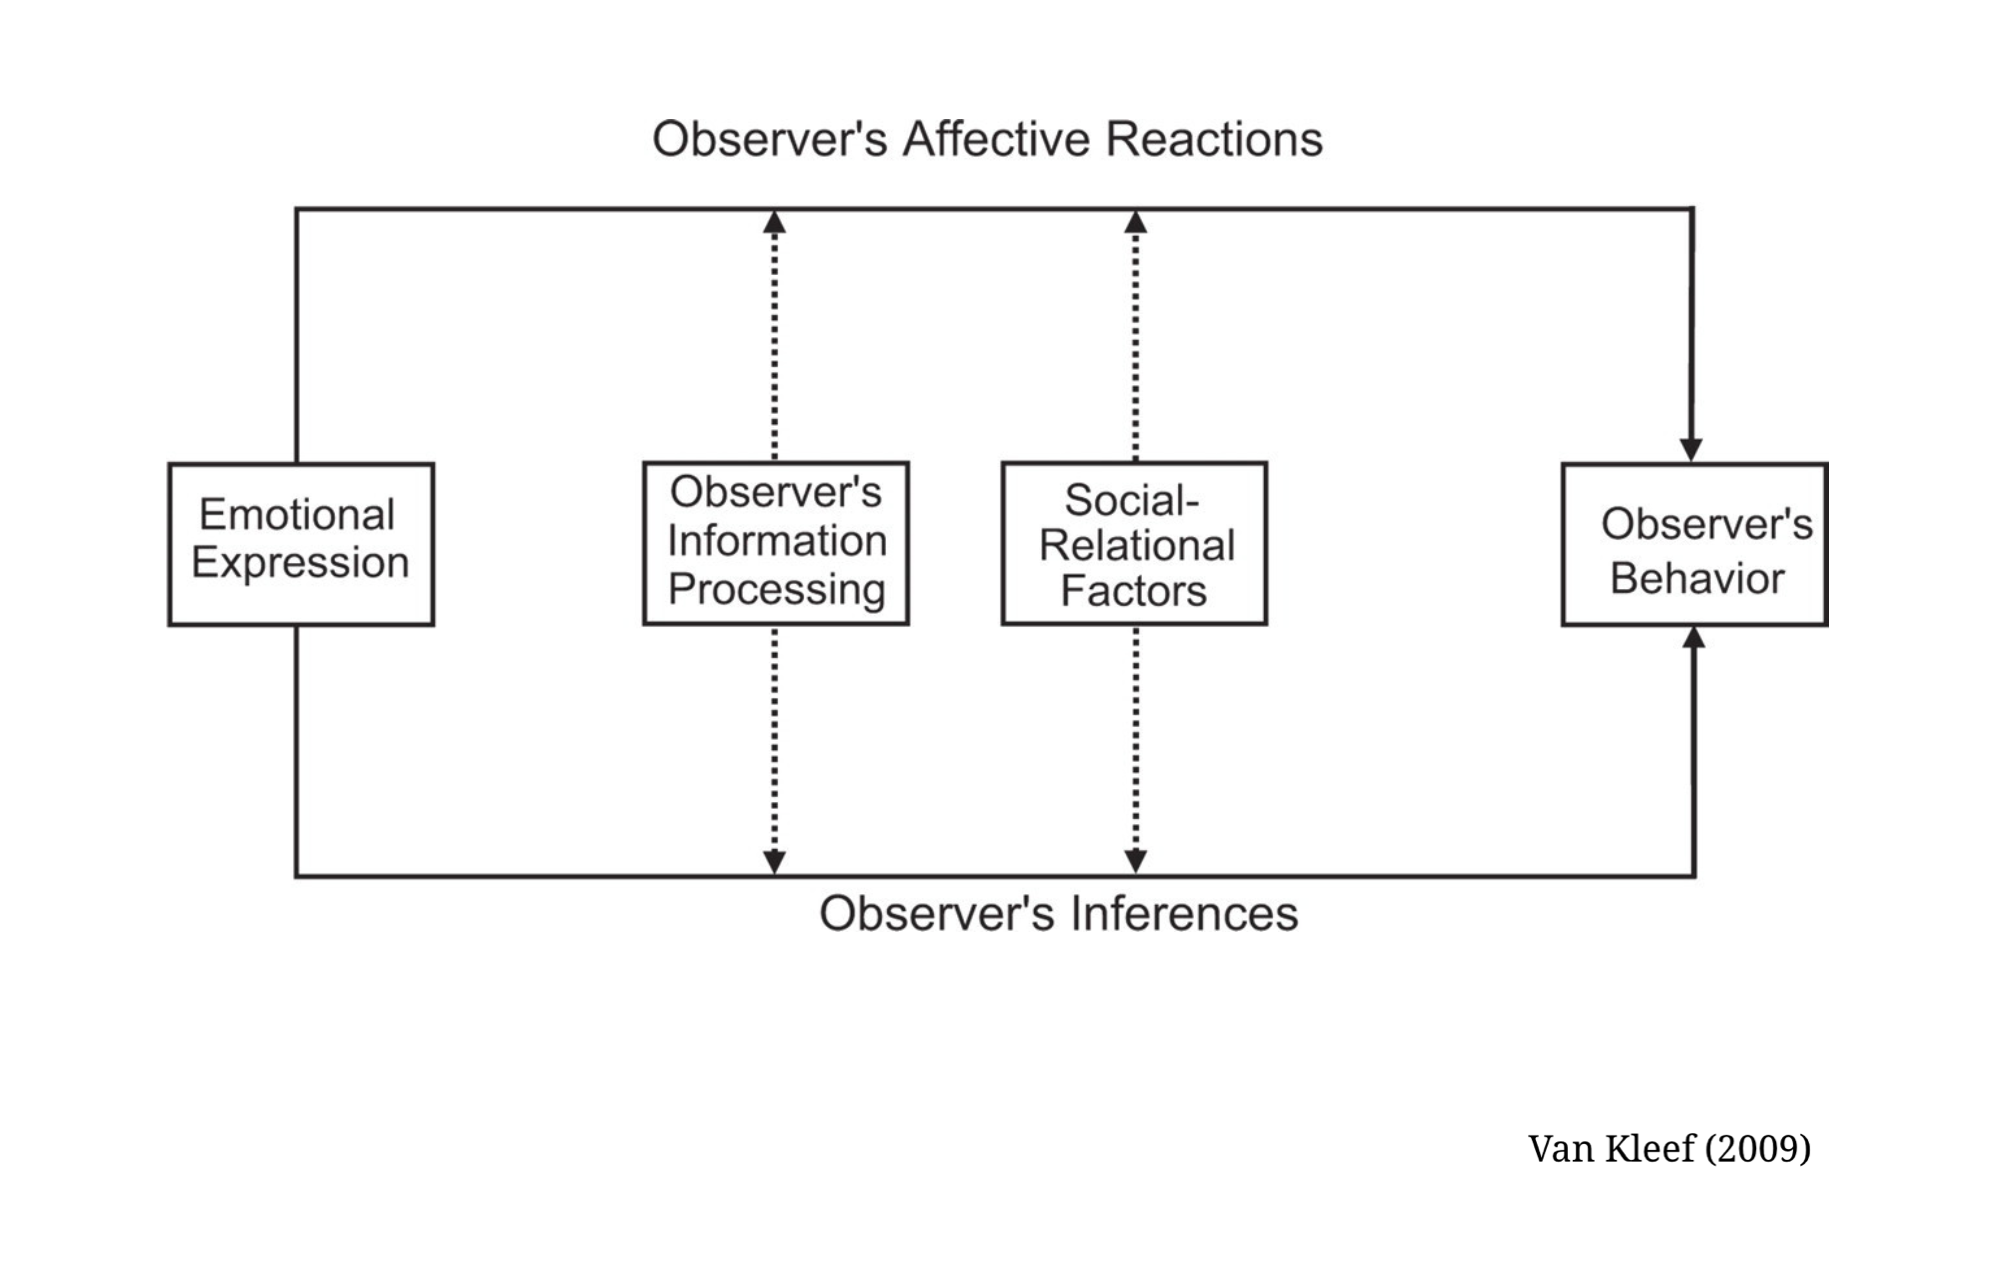 Observer's Affective Reactions
Emotional
Expression
Observer's
Information
Processing
Social-
Relational
Factors
Observer's
Behavior
Observer's Inferences
Van Kleef (2009)